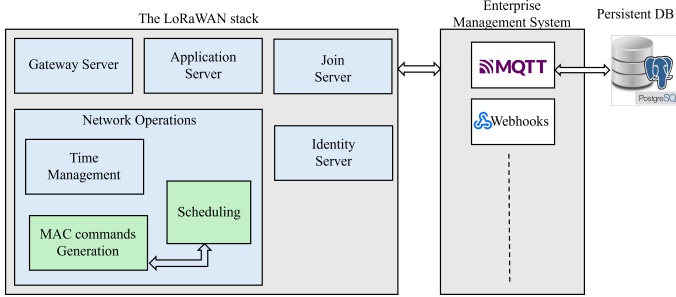 The LoRaWAN stack
Enterprise
Management System
Persistent DB
Gateway Server
Application
Server
Join
Server
MQTT
PostgreSQ
Webhooks
Network Operations
Identity
Server
Time
Management
Scheduling
MAC commands
Generation